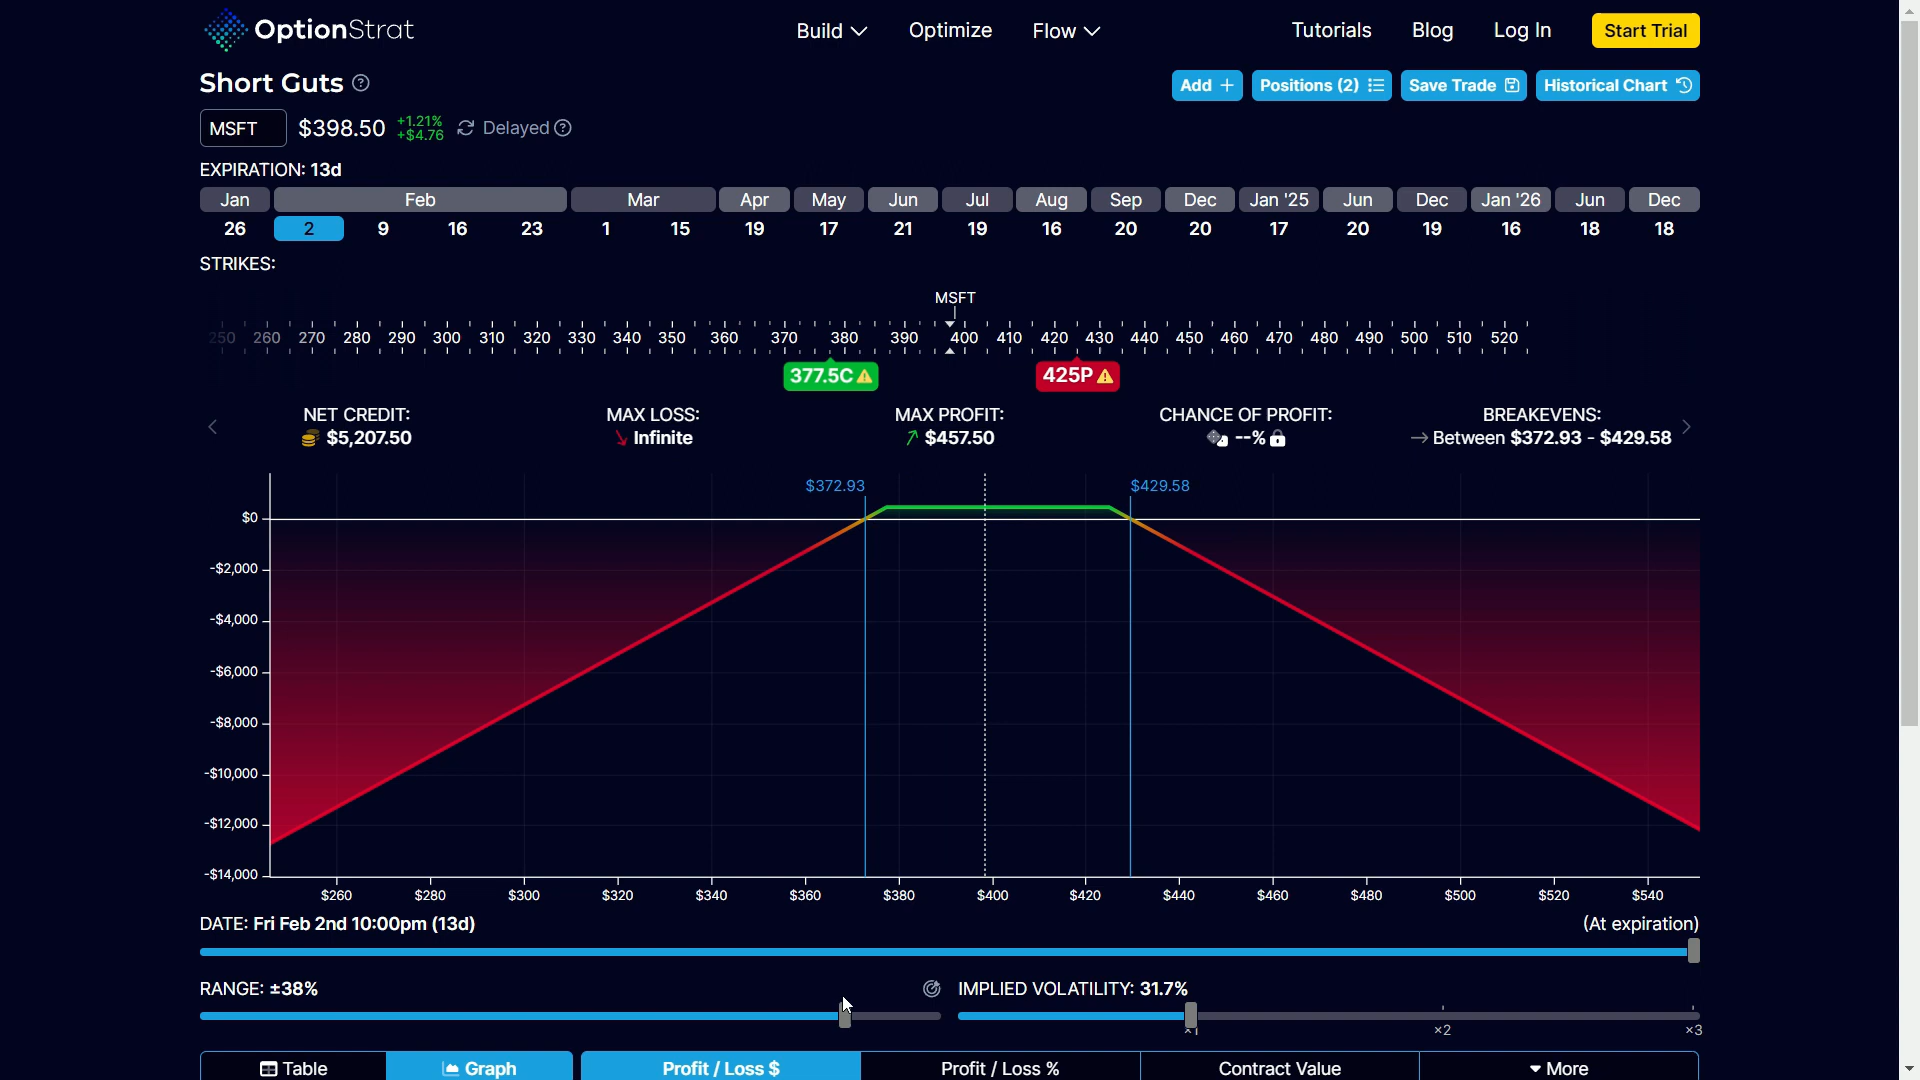 OptionStrat
Build Optimize Flow Tutorials Blog Log In Start Trial
Short Guts ?
Add + Positions (2) Save Trade Historical Chart
MSFT $398.50 +1.21% +$4.76 Delayed ?
EXPIRATION: 13d
Jan Feb Mar Apr May Jun Jul Aug Sep Dec Jan '25 Jun Dec Jan '26 Jun Dec
26 2 9 16 23 1 15 19 17 21 19 16 20 20 17 20 19 16 18 18
STRIKES:
MSFT
250 260 270 280 290 300 310 320 330 340 350 360 370 380 390 400 410 420 430 440 450 460 470 480 490 500 510 520
377.5C 425P
NET CREDIT: MAX LOSS: MAX PROFIT: CHANCE OF PROFIT: BREAKEVENS:
$5,207.50 Infinite $457.50 --% Between $372.93 - $429.58
$372.93 $429.58
$0
-$2,000
-$4,000
-$6,000
-$8,000
-$10,000
-$12,000
-$14,000
$260 $280 $300 $320 $340 $360 $380 $400 $420 $440 $460 $480 $500 $520 $540
DATE: Fri Feb 2nd 10:00pm (13d) (At expiration)
RANGE: ±38% IMPLIED VOLATILITY: 31.7%
×1 ×2 ×3
Table Graph Profit / Loss $ Profit / Loss % Contract Value More